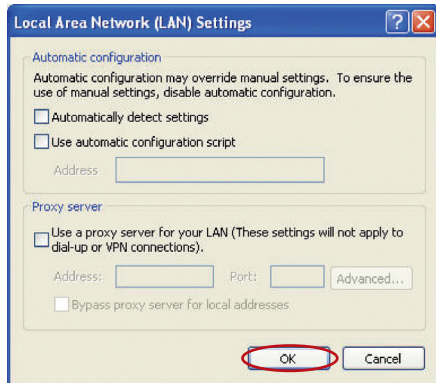 Local Area Network (LAN) Settings
Automatic configuration
Automatic configuration may override manual settings. To ensure the
use of manual settings, disable automatic configuration.
Automatically detect settings
Use automatic configuration script
Address
Proxy server
Use a proxy server for your LAN (These settings will not apply to
dial-up or VPN connections).
Address: Port: Advanced...
Bypass proxy server for local addresses
OK Cancel